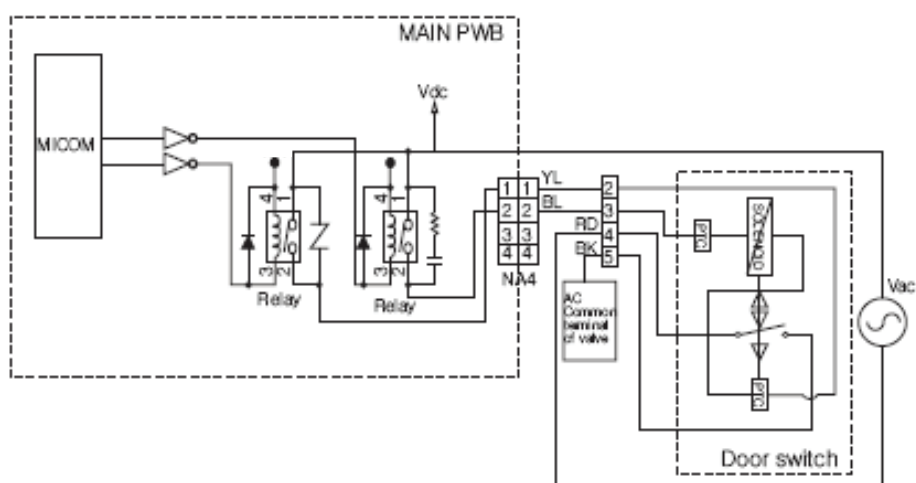 MAIN PWB
MICOM
Vdc
4 1
3 2
Relay
4 1
3 2
Relay
1 1
2 2
3 3
4 4
NA4
YL
BL
RD
BK
2
3
4
5
AC
Common
terminal
of valve
PTC
PTC
Vac
Door switch